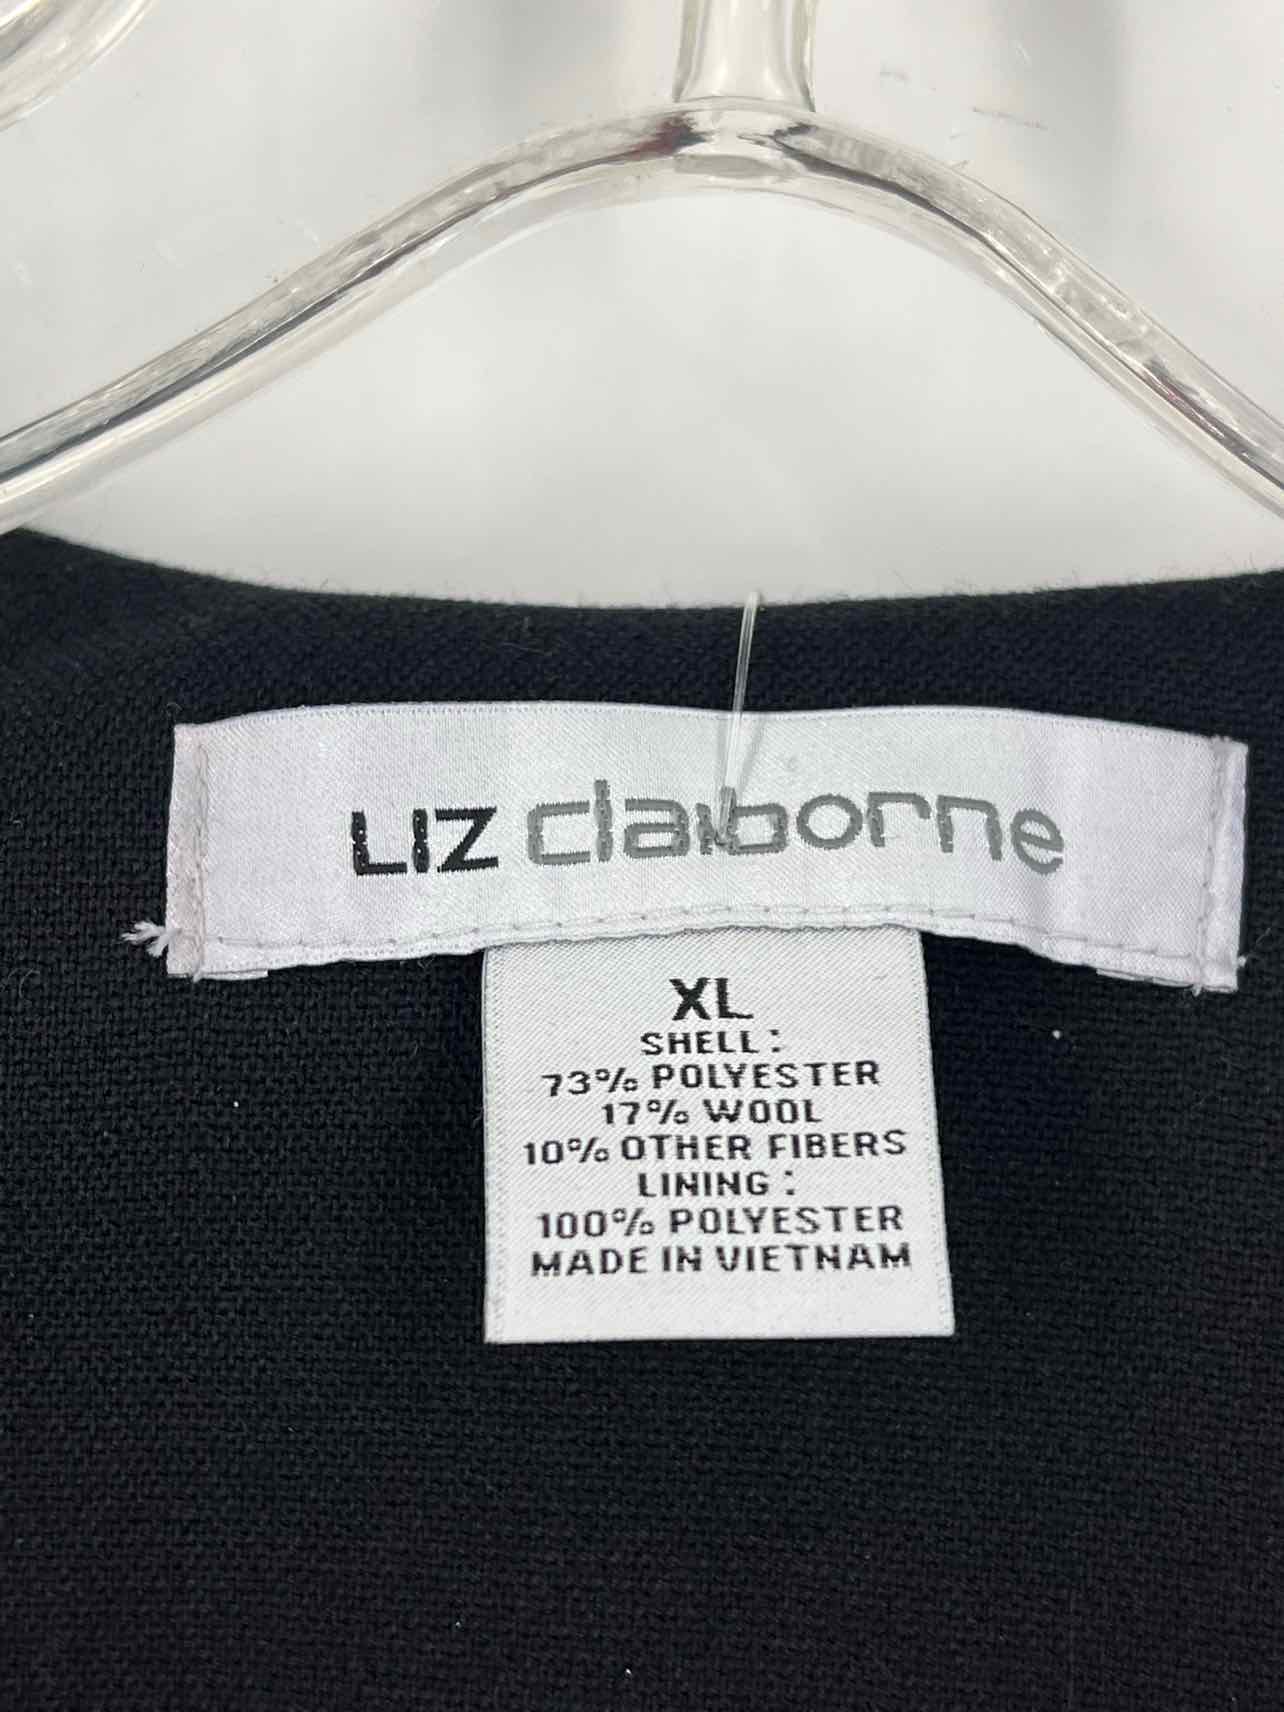 LIZ claiborne
XL
SHELL:
73% POLYESTER
17% WOOL
10% OTHER FIBERS
LINING:
100% POLYESTER
MADE IN VIETNAM